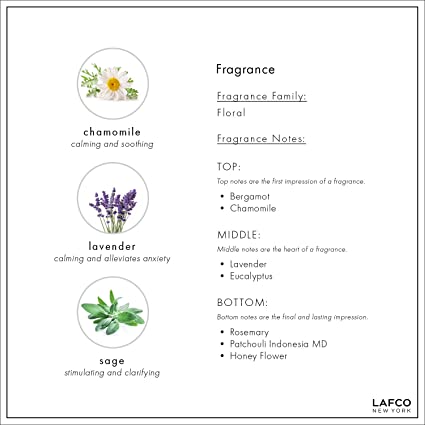 chamomile
calming and soothing
lavender
calming and alleviates anxiety
sage
stimulating and clarifying
Fragrance
Fragrance Family:
Floral
Fragrance Notes:
TOP:
Top notes are the first impression of a fragrance.
• Bergamot
• Chamomile
MIDDLE:
Middle notes are the heart of a fragrance.
• Lavender
• Eucalyptus
BOTTOM:
Bottom notes are the final and lasting impression.
• Rosemary
• Patchouli Indonesia MD
• Honey Flower
LAFCO
NEW YORK